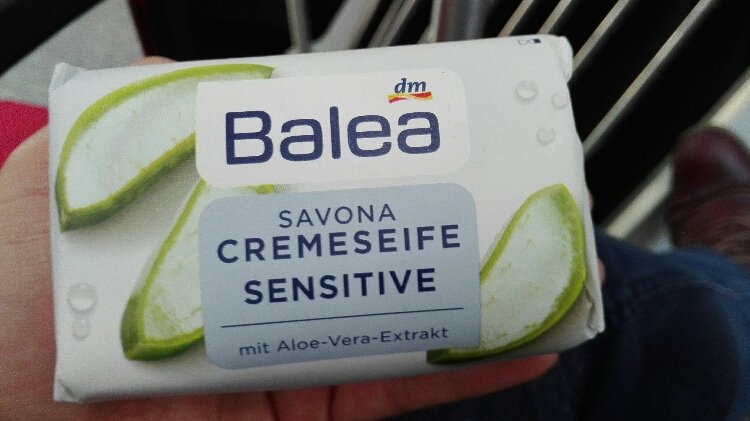 dm
Balea
SAVONA
CREMESEIFE
SENSITIVE
mit Aloe-Vera-Extrakt